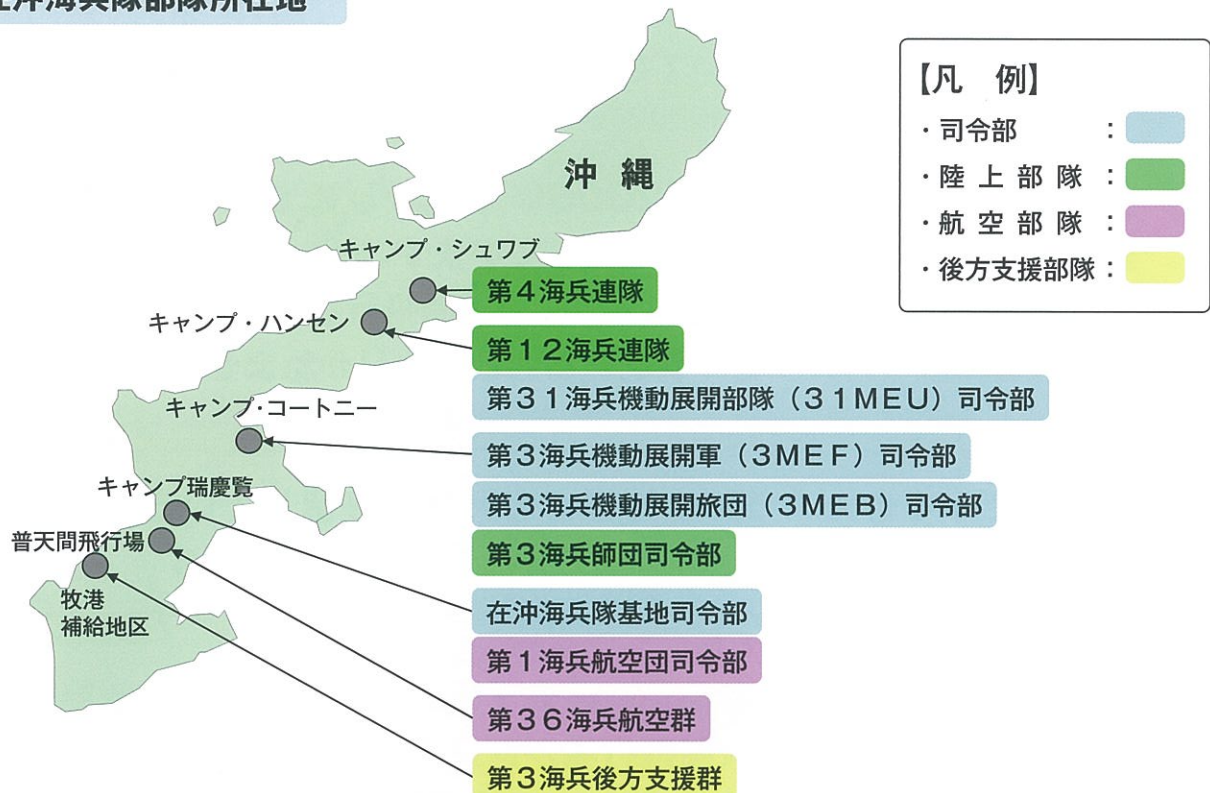 在沖海兵隊部隊所在地
【凡　例】
・司令部　：
・陸上部隊：
・航空部隊：
・後方支援部隊：
沖縄
キャンプ・シュワブ
第４海兵連隊
キャンプ・ハンセン
第１２海兵連隊
第３１海兵機動展開部隊（３１MEU）司令部
キャンプ・コートニー
第３海兵機動展開軍（３MEF）司令部
第３海兵機動展開旅団（３MEB）司令部
第３海兵師団司令部
キャンプ瑞慶覧
在沖海兵隊基地司令部
第１海兵航空団司令部
普天間飛行場
第３６海兵航空群
牧港
補給地区
第３海兵後方支援群